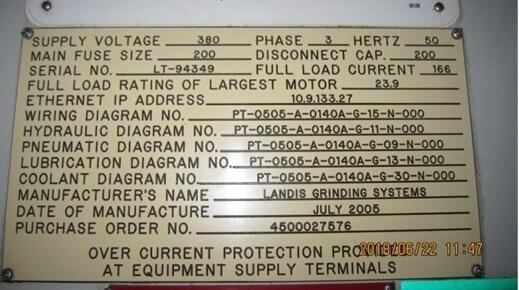 SUPPLY VOLTAGE 380 PHASE 3 HERTZ 50
MAIN FUSE SIZE 200 DISCONNECT CAP. 200
SERIAL NO. LT-94349 FULL LOAD CURRENT 166
FULL LOAD RATING OF LARGEST MOTOR 23.9
ETHERNET IP ADDRESS 10.9.133.27
WIRING DIAGRAM NO. PT-0505-A-0140A-G-15-N-000
HYDRAULIC DIAGRAM NO. PT-0505-A-0140A-G-11-N-000
PNEUMATIC DIAGRAM NO. PT-0505-A-0140A-G-09-N-000
LUBRICATION DIAGRAM NO. PT-0505-A-0140A-G-13-N-000
COOLANT DIAGRAM NO. PT-0505-A-0140A-G-30-N-000
MANUFACTURER'S NAME LANDIS GRINDING SYSTEMS
DATE OF MANUFACTURE JULY 2005
PURCHASE ORDER NO. 4500027576
OVER CURRENT PROTECTION
2018/06/22 11:47
AT EQUIPMENT SUPPLY TERMINALS